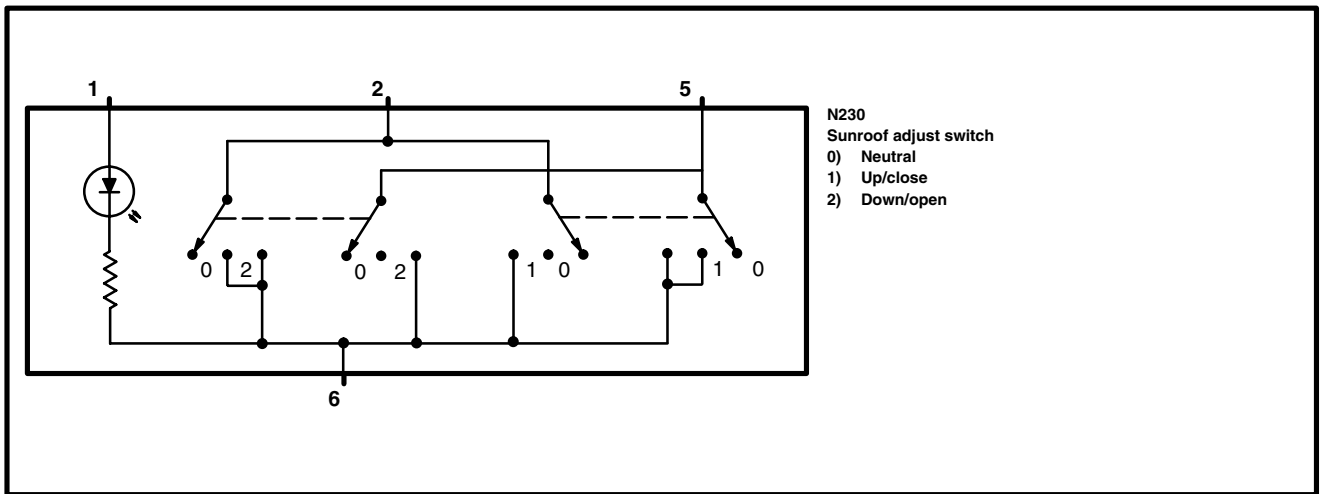 1 2 5
N230
Sunroof adjust switch
0) Neutral
1) Up/close
2) Down/open
0 2 0 2 1 0 1 0
6